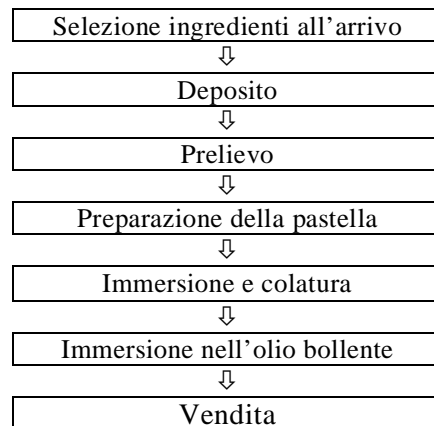 Selezione ingredienti all'arrivo
⇩
Deposito
⇩
Prelievo
⇩
Preparazione della pastella
⇩
Immersione e colatura
⇩
Immersione nell'olio bollente
⇩
Vendita